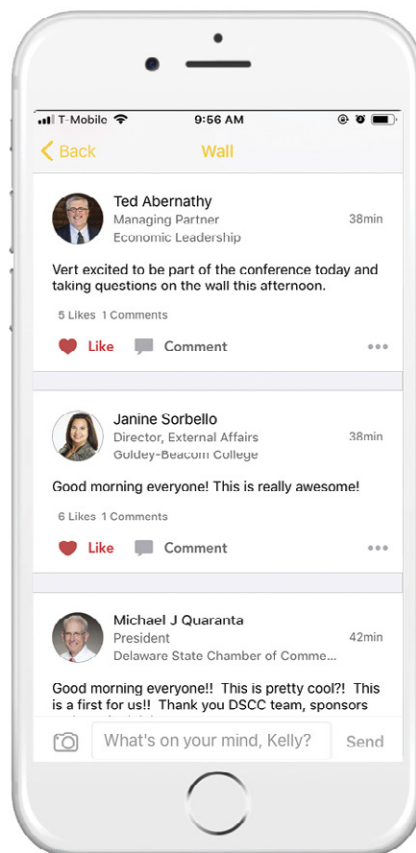 T-Mobile 9:56 AM
Back Wall
Ted Abernathy
Managing Partner 38min
Economic Leadership
Vert excited to be part of the conference today and
taking questions on the wall this afternoon.
5 Likes 1 Comments
Like Comment
Janine Sorbello
Director, External Affairs 38min
Goldey-Beacom College
Good morning everyone! This is really awesome!
6 Likes 1 Comments
Like Comment
Michael J Quaranta
President 42min
Delaware State Chamber of Comme...
Good morning everyone!! This is pretty cool?! This
is a first for us!! Thank you DSCC team, sponsors
What's on your mind, Kelly? Send